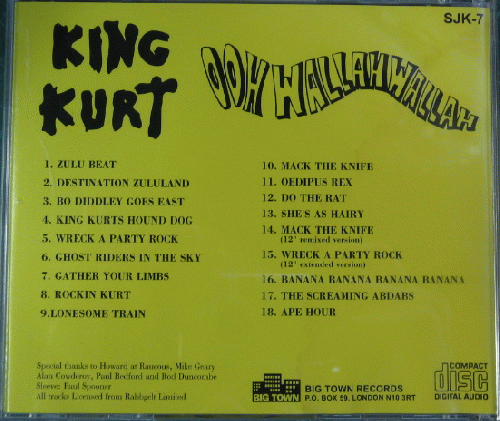 SJK-7
KING
KURT
OOH WALLAH WALLAH
1. ZULU BEAT
2. DESTINATION ZULULAND
3. BO DIDDLEY GOES EAST
4. KING KURTS HOUND DOG
5. WRECK A PARTY ROCK
6. GHOST RIDERS IN THE SKY
7. GATHER YOUR LIMBS
8. ROCKIN KURT
9.LONESOME TRAIN
10. MACK THE KNIFE
11. OEDIPUS REX
12. DO THE RAT
13. SHE'S AS HAIRY
14. MACK THE KNIFE
(12" remixed version)
15. WRECK A PARTY ROCK
(12" extended version)
16. BANANA BANANA BANANA BANANA
17. THE SCREAMING ABDABS
18. APE HOUR
Special thanks to Howard at Raucous, Mike Geary
Alan Cowderoy, Paul Bedford and Bod Duncombe
Sleeve: Paul Spooner
All tracks Licensed from Rabbgelt Limited
BIG TOWN
BIG TOWN RECORDS
P.O. BOX 59, LONDON N10 3RT
COMPACT
disc
DIGITAL AUDIO